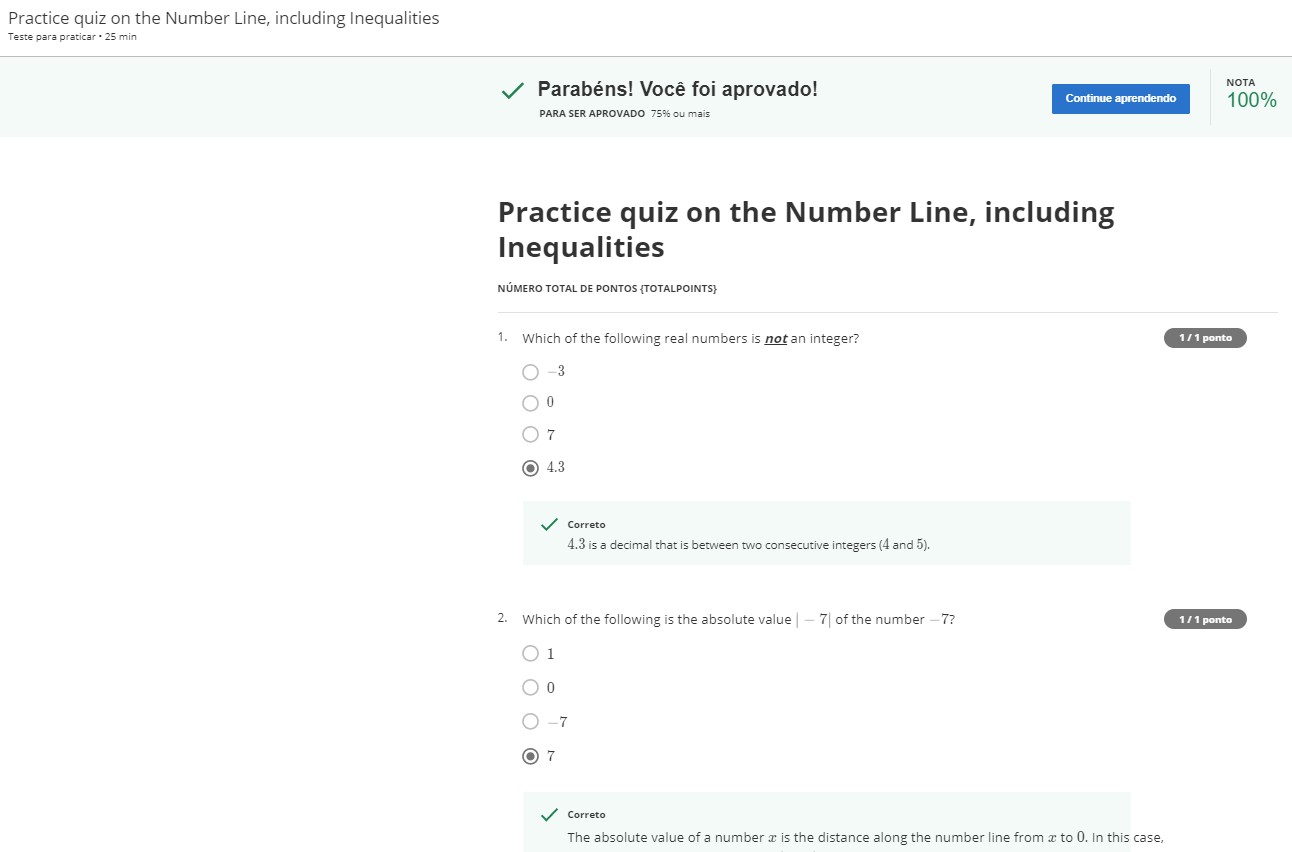 Practice quiz on the Number Line, including Inequalities
Teste para praticar • 25 min
Parabéns! Você foi aprovado!
PARA SER APROVADO 75% ou mais
Continue aprendendo
NOTA
100%
Practice quiz on the Number Line, including
Inequalities
NÚMERO TOTAL DE PONTOS {TOTALPOINTS}
1. Which of the following real numbers is not an integer?
1 / 1 ponto
−3
0
7
4.3
Correto
4.3 is a decimal that is between two consecutive integers (4 and 5).
2. Which of the following is the absolute value | − 7| of the number −7?
1 / 1 ponto
1
0
−7
7
Correto
The absolute value of a number x is the distance along the number line from x to 0. In this case,